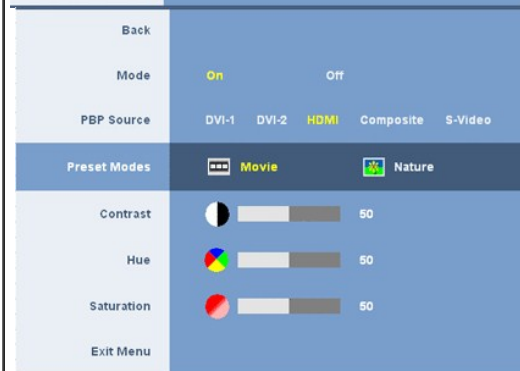 Back
Mode On Off
PBP Source DVI-1 DVI-2 HDMI Composite S-Video
Preset Modes Movie Nature
Contrast 50
Hue 50
Saturation 50
Exit Menu